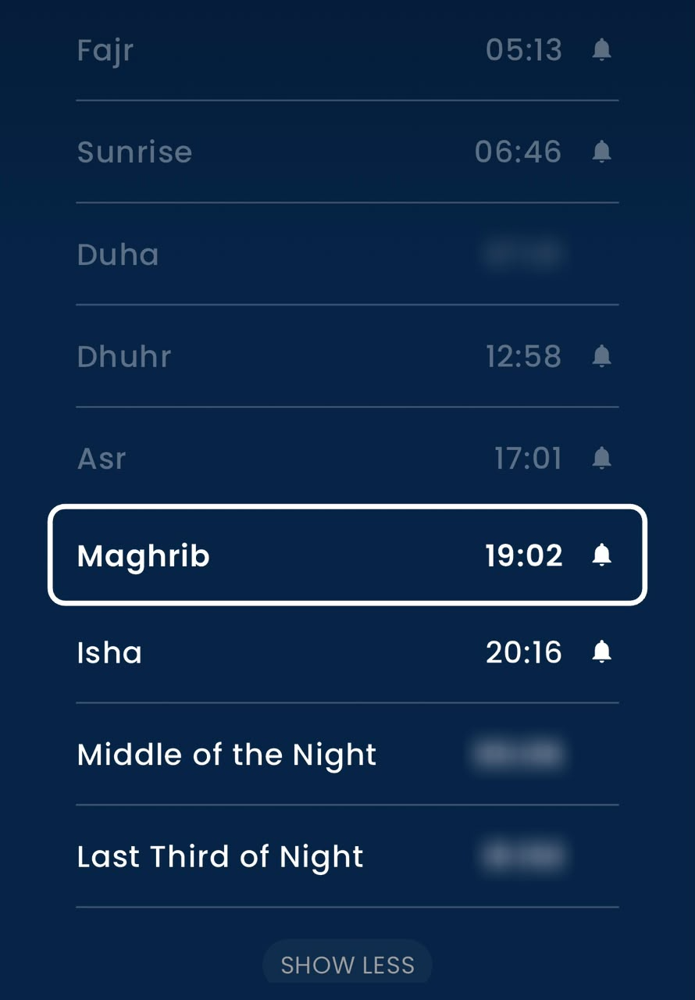 Fajr 05:13
Sunrise 06:46
Duha
Dhuhr 12:58
Asr 17:01
Maghrib 19:02
Isha 20:16
Middle of the Night
Last Third of Night
SHOW LESS